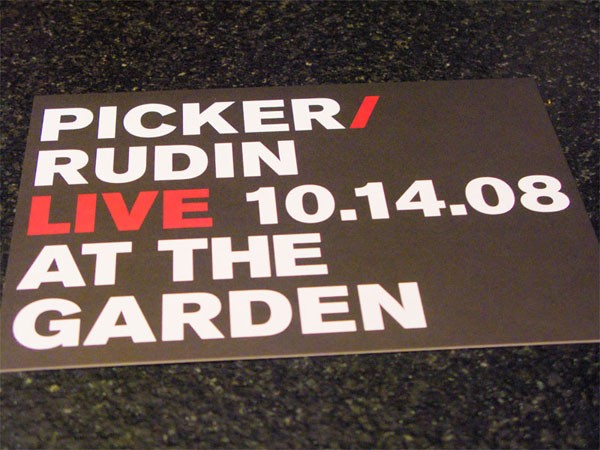 PICKER/
RUDIN
LIVE 10.14.08
AT THE
GARDEN